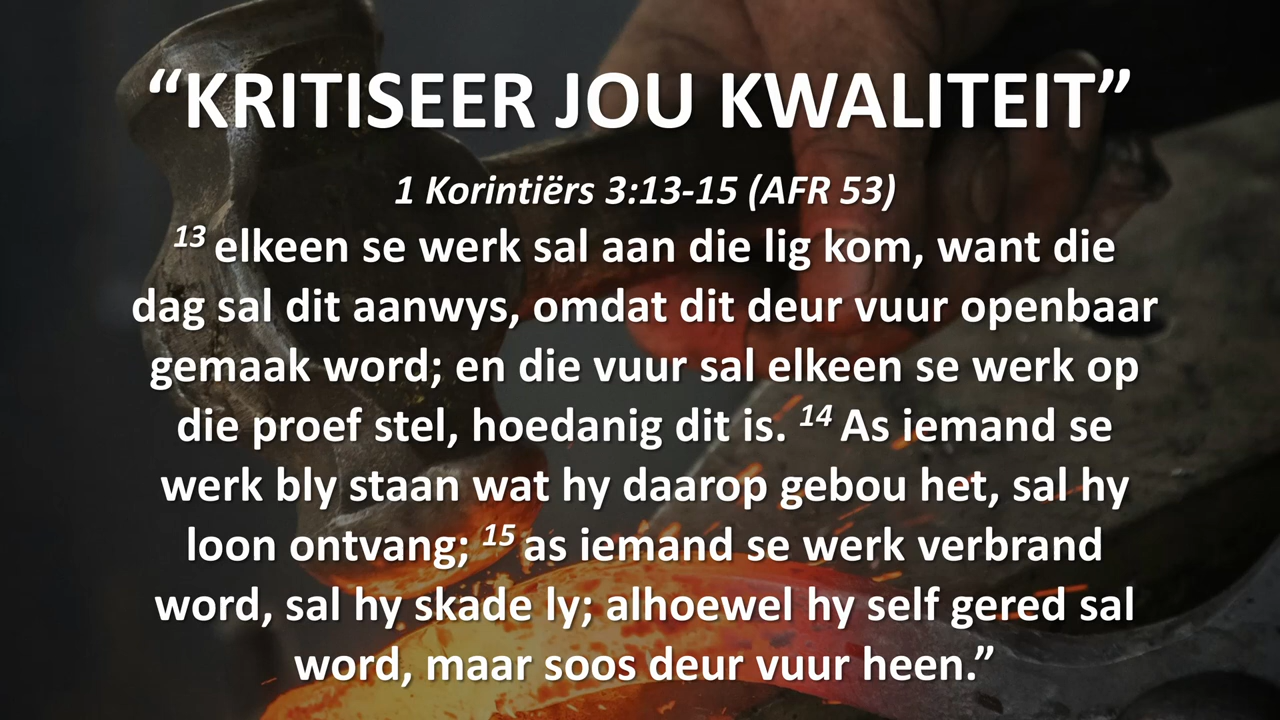 “KRITISEER JOU KWALITEIT”
1 Korintiërs 3:13-15 (AFR 53)
13 elkeen se werk sal aan die lig kom, want die
dag sal dit aanwys, omdat dit deur vuur openbaar
gemaak word; en die vuur sal elkeen se werk op
die proef stel, hoedanig dit is. 14 As iemand se
werk bly staan wat hy daarop gebou het, sal hy
loon ontvang; 15 as iemand se werk verbrand
word, sal hy skade ly; alhoewel hy self gered sal
word, maar soos deur vuur heen.”